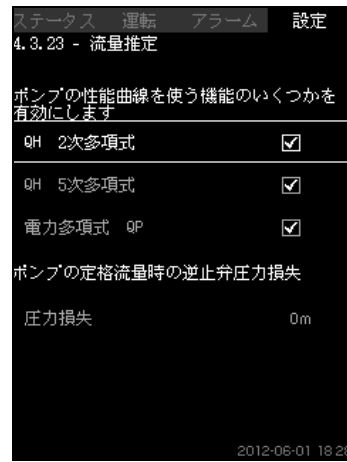 ステータス 運転 アラーム 設定
4.3.23 - 流量推定
ポンプの性能曲線を使う機能のいくつかを
有効にします
QH 2次多項式
QH 5次多項式
電力多項式 QP
ポンプの定格流量時の逆止弁圧力損失
圧力損失 0m
2012-06-01 18:28